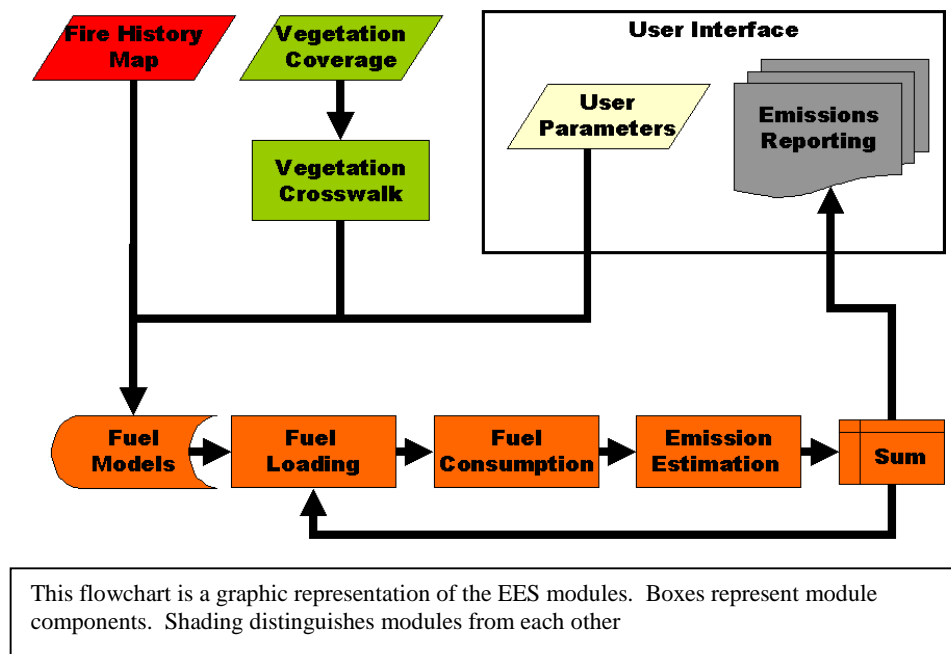 Fire History
Map
Vegetation
Coverage
User Interface
User
Parameters
Emissions
Reporting
Vegetation
Crosswalk
Fuel
Models
Fuel
Loading
Fuel
Consumption
Emission
Estimation
Sum
This flowchart is a graphic representation of the EES modules.  Boxes represent module
components.  Shading distinguishes modules from each other